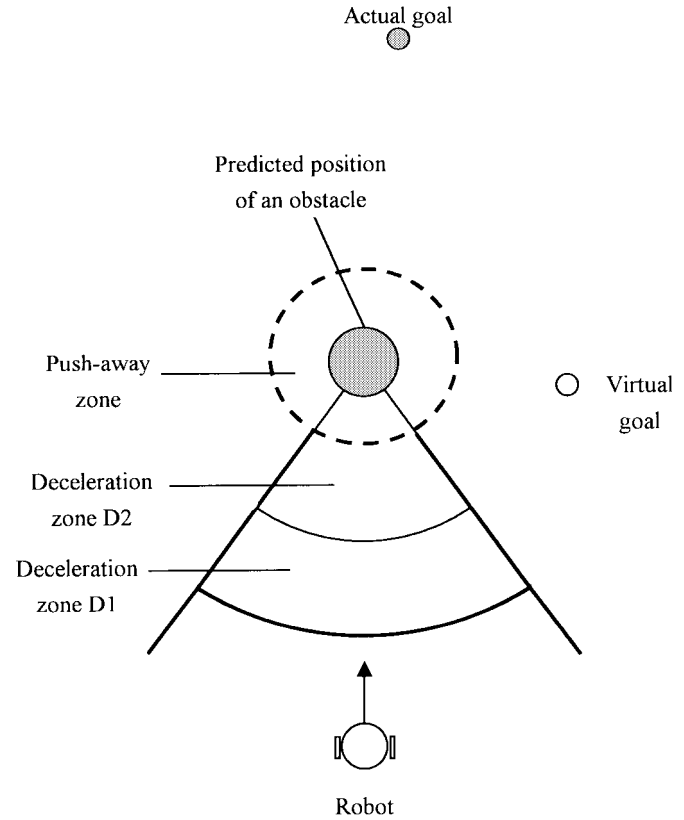 Actual goal
Predicted position
of an obstacle
Push-away
zone
Virtual
goal
Deceleration
zone D2
Deceleration
zone D1
Robot